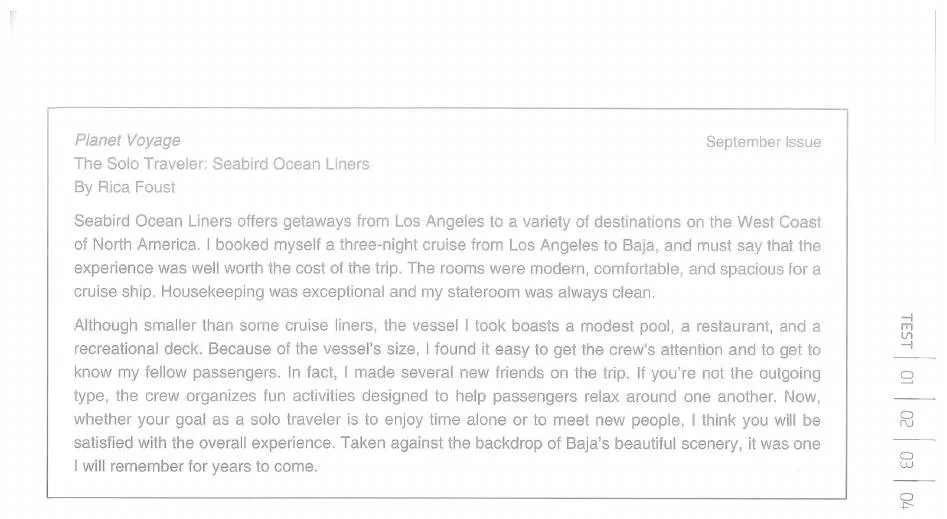 Planet Voyage September Issue
The Solo Traveler: Seabird Ocean Liners
By Rica Foust
Seabird Ocean Liners offers getaways from Los Angeles to a variety of destinations on the West Coast
of North America. I booked myself a three-night cruise from Los Angeles to Baja, and must say that the
experience was well worth the cost of the trip. The rooms were modern, comfortable, and spacious for a
cruise ship. Housekeeping was exceptional and my stateroom was always clean.
Although smaller than some cruise liners, the vessel I took boasts a modest pool, a restaurant, and a
recreational deck. Because of the vessel's size, I found it easy to get the crew's attention and to get to
know my fellow passengers. In fact, I made several new friends on the trip. If you're not the outgoing
type, the crew organizes fun activities designed to help passengers relax around one another. Now,
whether your goal as a solo traveler is to enjoy time alone or to meet new people, I think you will be
satisfied with the overall experience. Taken against the backdrop of Baja's beautiful scenery, it was one
I will remember for years to come.
TEST | 01 | 02 | 03 | 04